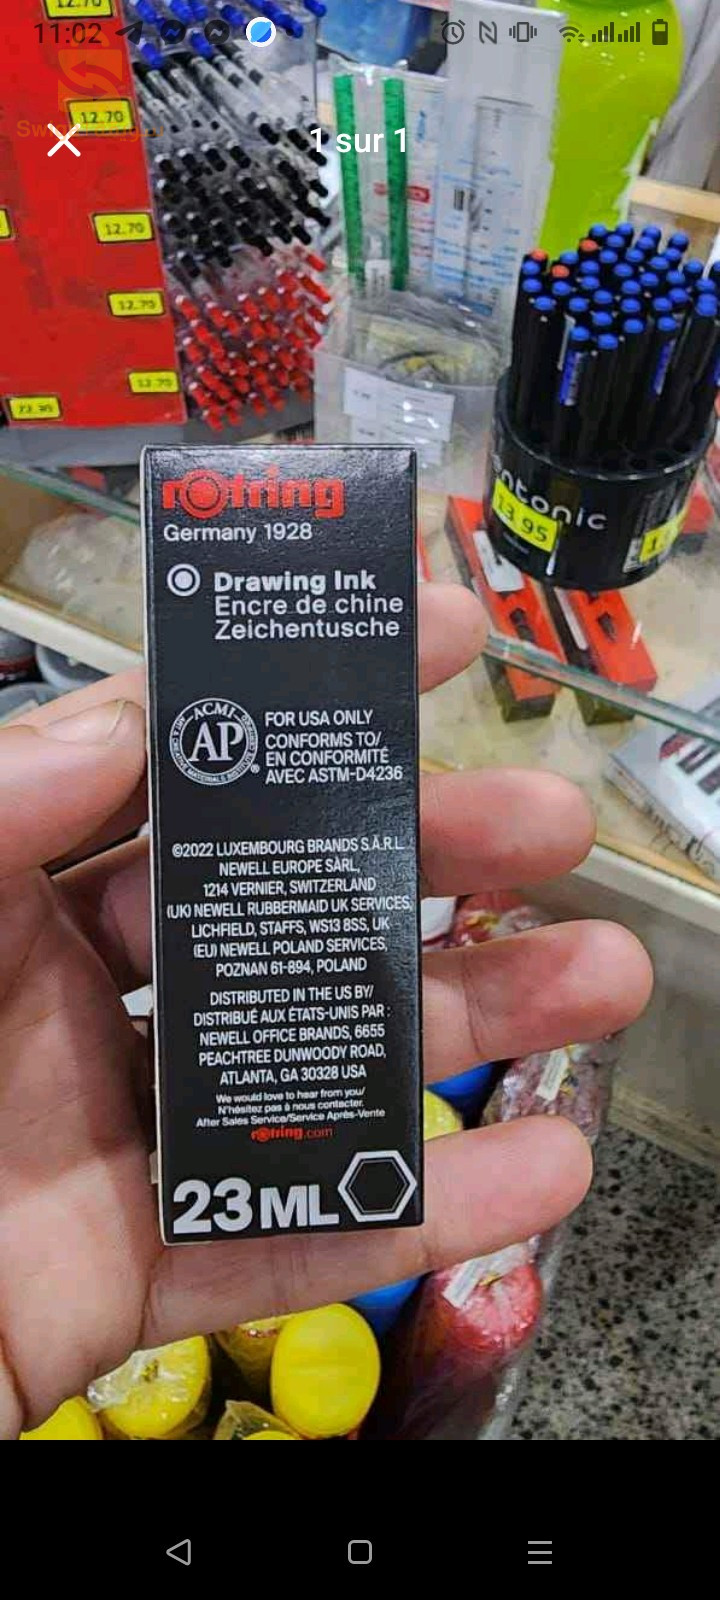 11:02
1 sur 1
12.70
12.70
12.70
12.70
rotring
Germany 1928
Drawing Ink
Encre de chine
Zeichentusche
ACMI
AP
FOR USA ONLY
CONFORMS TO/
EN CONFORMITÉ
AVEC ASTM-D4236
©2022 LUXEMBOURG BRANDS S.À.R.L.
NEWELL EUROPE SÀRL,
1214 VERNIER, SWITZERLAND
(UK) NEWELL RUBBERMAID UK SERVICES,
LICHFIELD, STAFFS, WS13 8SS, UK
(EU) NEWELL POLAND SERVICES,
POZNAN 61-894, POLAND
DISTRIBUTED IN THE US BY/
DISTRIBUÉ AUX ÉTATS-UNIS PAR :
NEWELL OFFICE BRANDS, 6655
PEACHTREE DUNWOODY ROAD,
ATLANTA, GA 30328 USA
We would love to hear from you/
N'hésitez pas à nous contacter.
After Sales Service/Service Après-Vente
rotring.com
23 ML
ntonic
13 95